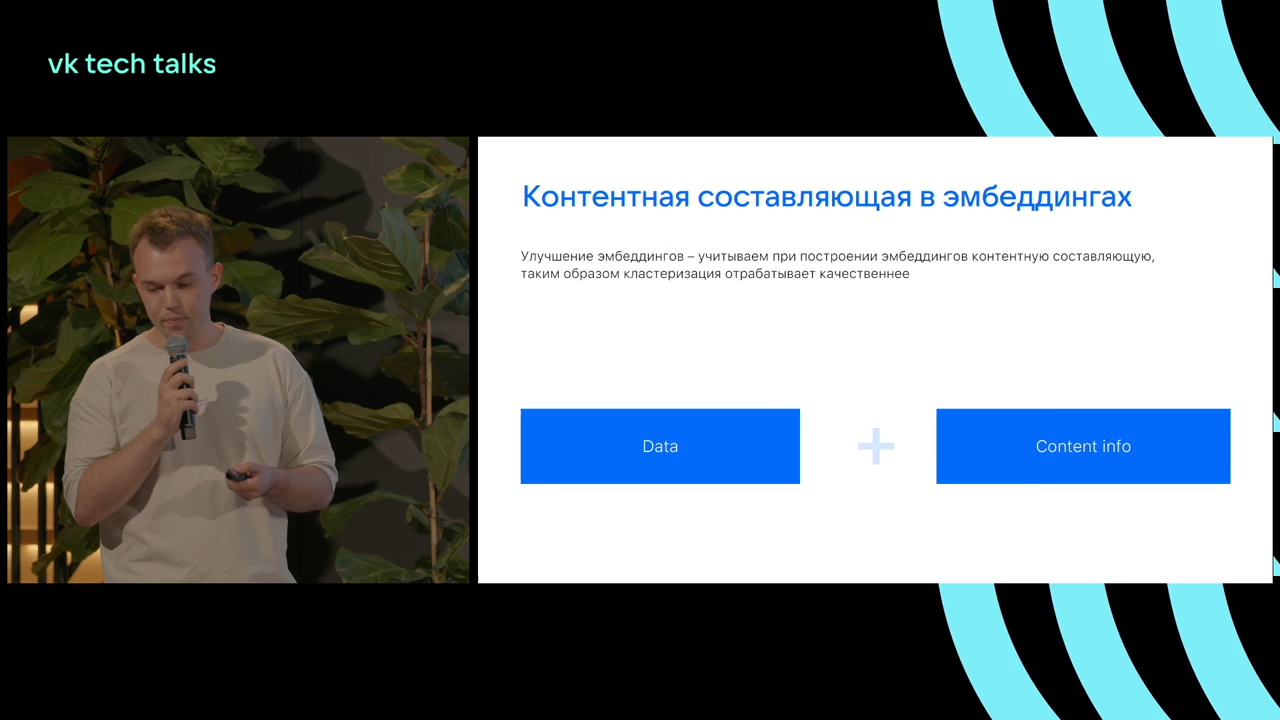 vk tech talks
Контентная составляющая в эмбеддингах
Улучшение эмбеддингов – учитываем при построении эмбеддингов контентную составляющую,
таким образом кластеризация отрабатывает качественнее
Data
Content info